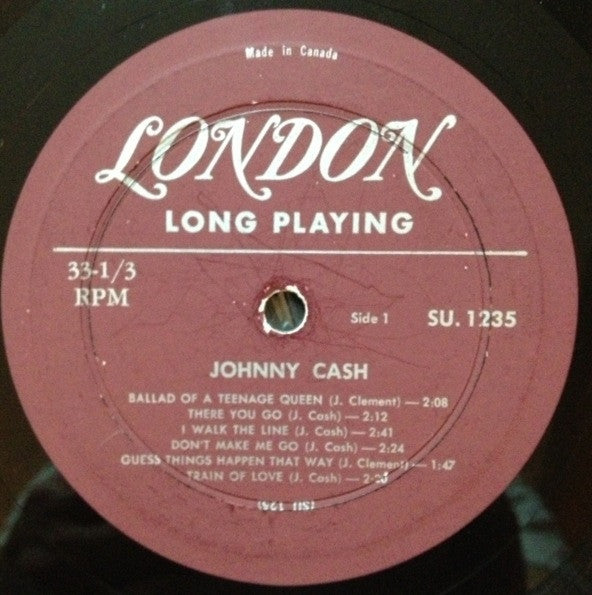 Made in Canada
LONDON
LONG PLAYING
33-1/3
RPM
Side 1
SU. 1235
JOHNNY CASH
BALLAD OF A TEENAGE QUEEN (J. Clement) — 2:08
THERE YOU GO (J. Cash) — 2:12
I WALK THE LINE (J. Cash) — 2:41
DON'T MAKE ME GO (J. Cash) — 2:24
GUESS THINGS HAPPEN THAT WAY (J. Clement) — 1:47
TRAIN OF LOVE (J. Cash) —